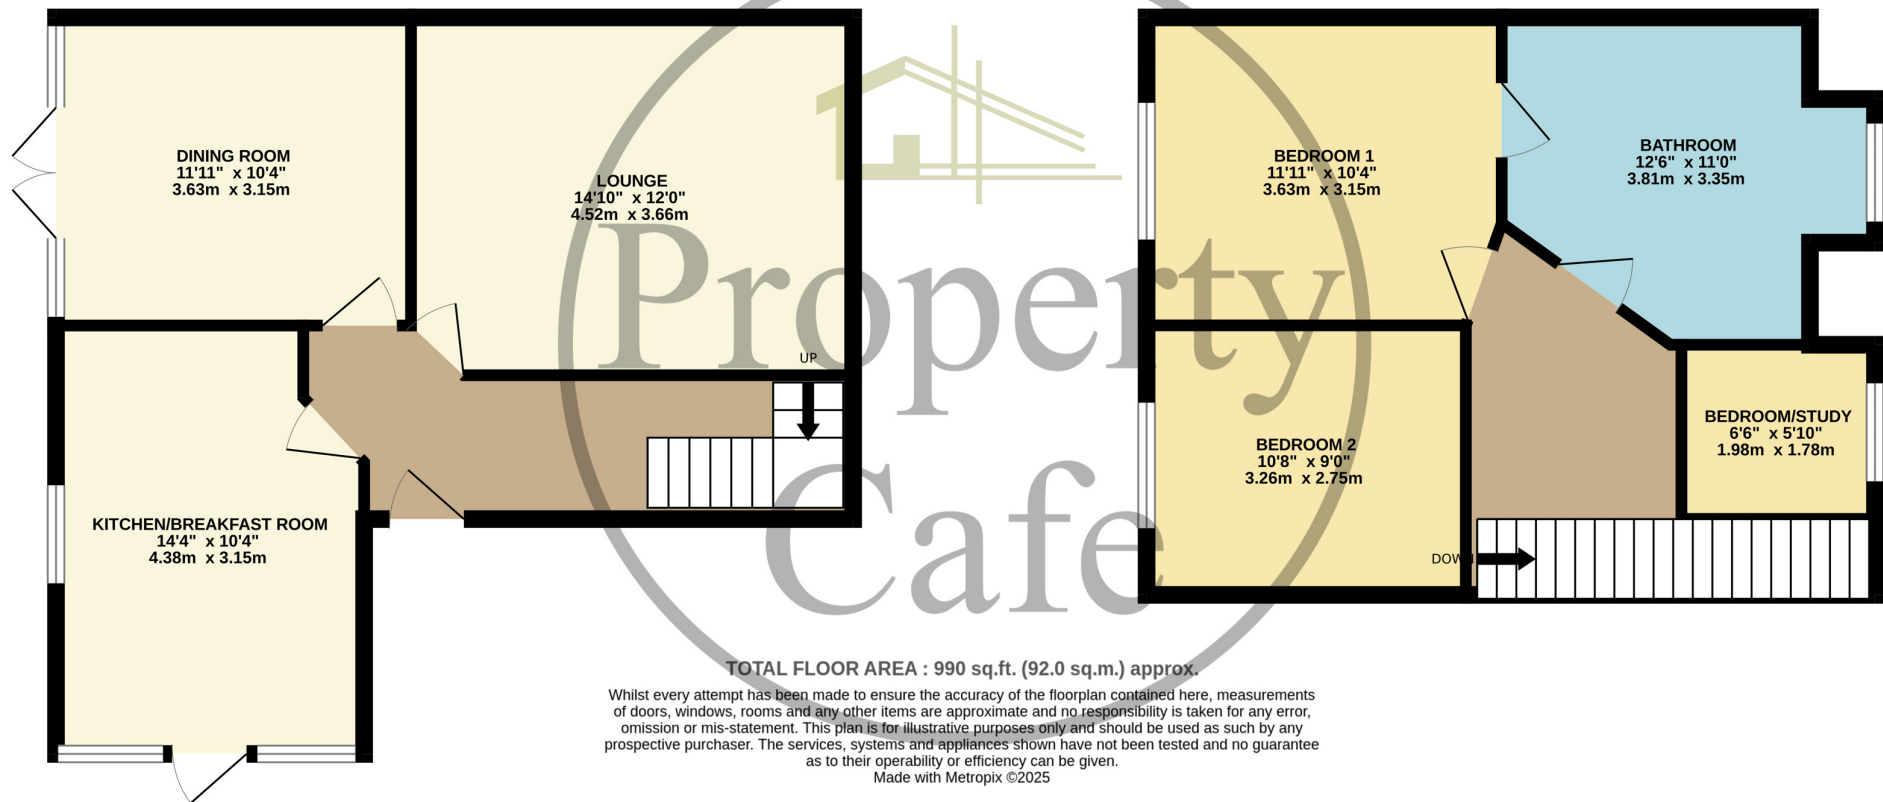 DINING ROOM
11'11" x 10'4"
3.63m x 3.15m
LOUNGE
14'10" x 12'0"
4.52m x 3.66m
UP
KITCHEN/BREAKFAST ROOM
14'4" x 10'4"
4.38m x 3.15m
BEDROOM 1
11'11" x 10'4"
3.63m x 3.15m
BATHROOM
12'6" x 11'0"
3.81m x 3.35m
BEDROOM/STUDY
6'6" x 5'10"
1.98m x 1.78m
BEDROOM 2
10'8" x 9'0"
3.26m x 2.75m
DOWN
Property
Cafe
TOTAL FLOOR AREA : 990 sq.ft. (92.0 sq.m.) approx.
Whilst every attempt has been made to ensure the accuracy of the floorplan contained here, measurements
of doors, windows, rooms and any other items are approximate and no responsibility is taken for any error,
omission or mis-statement. This plan is for illustrative purposes only and should be used as such by any
prospective purchaser. The services, systems and appliances shown have not been tested and no guarantee
as to their operability or efficiency can be given.
Made with Metropix ©2025